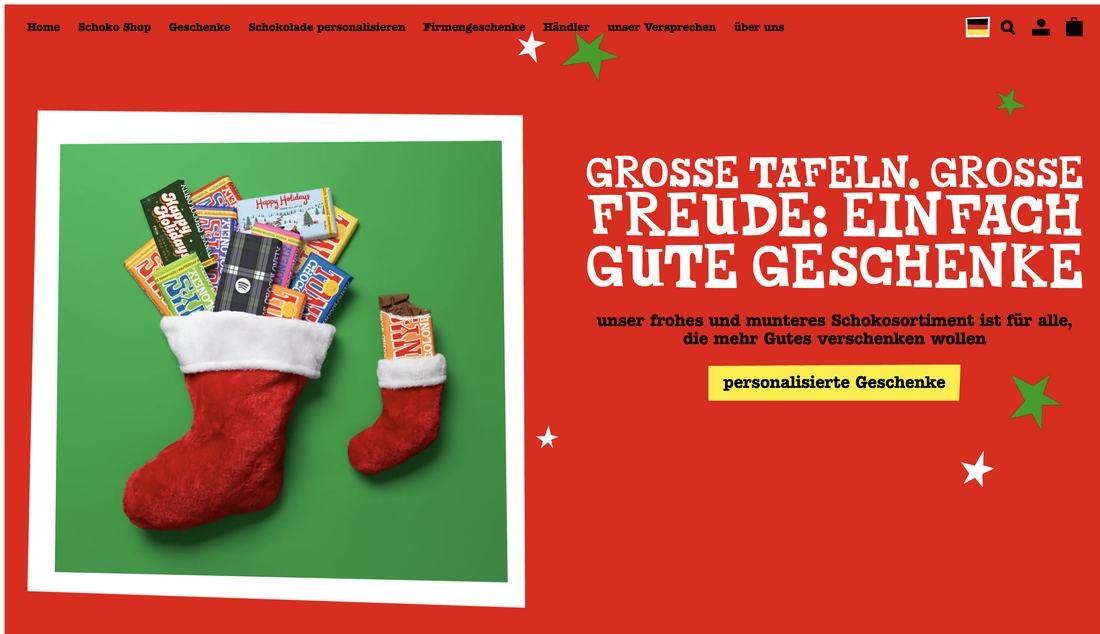 Home Schoko Shop Geschenke Schokolade personalisieren Firmengeschenke Händler unser Versprechen über uns
GROSSE TAFELN. GROSSE
FREUDE: EINFACH
GUTE GESCHENKE
unser frohes und munteres Schokosortiment ist für alle,
die mehr Gutes verschenken wollen
personalisierte Geschenke
Happy Holidays
Happy Holidays